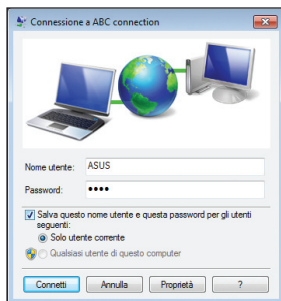 Connessione a ABC connection
Nome utente: ASUS
Password: ••••
Salva questo nome utente e questa password per gli utenti
seguenti:
Solo utente corrente
Qualsiasi utente di questo computer
Connetti Annulla Proprietà ?